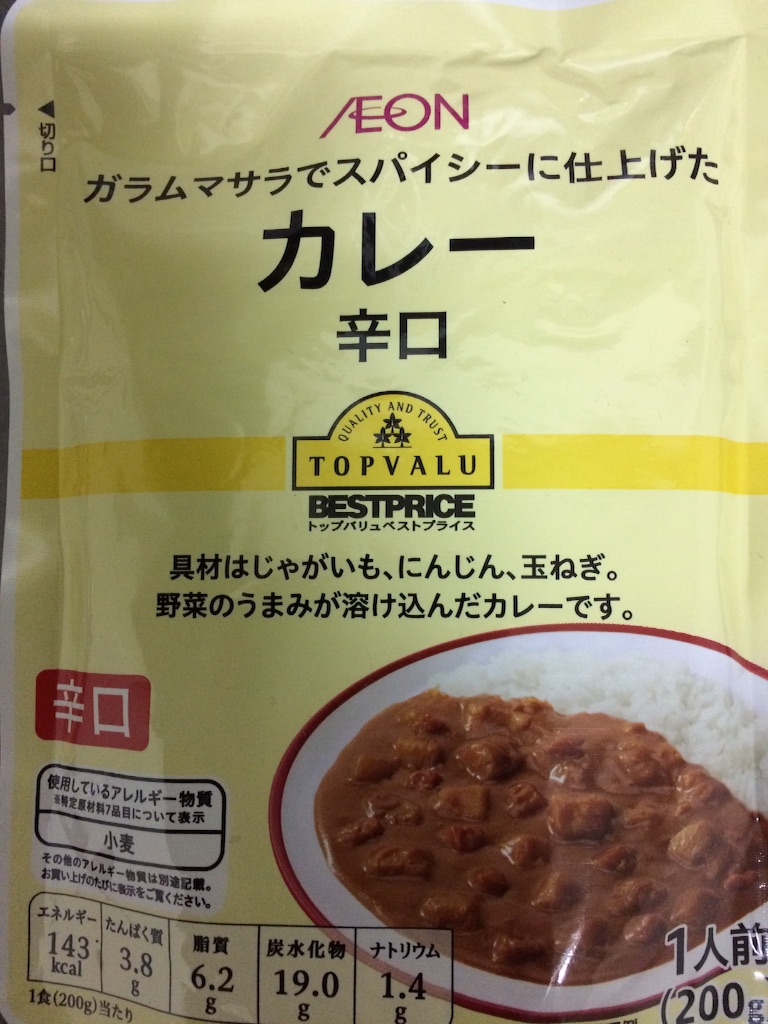 ÆON
切り口
ガラムマサラでスパイシーに仕上げた
カレー
辛口
QUALITY AND TRUST
TOPVALU
BESTPRICE
トップバリュベストプライス
具材はじゃがいも、にんじん、玉ねぎ。
野菜のうまみが溶け込んだカレーです。
辛口
使用しているアレルギー物質
※特定原材料7品目について表示
小麦
その他のアレルギー物質は別途記載。
お買い上げのたびに表示をご覧ください。
エネルギー 143 kcal
たんぱく質 3.8 g
脂質 6.2 g
炭水化物 19.0 g
ナトリウム 1.4 g
1食(200g)当たり
1人前
(200g